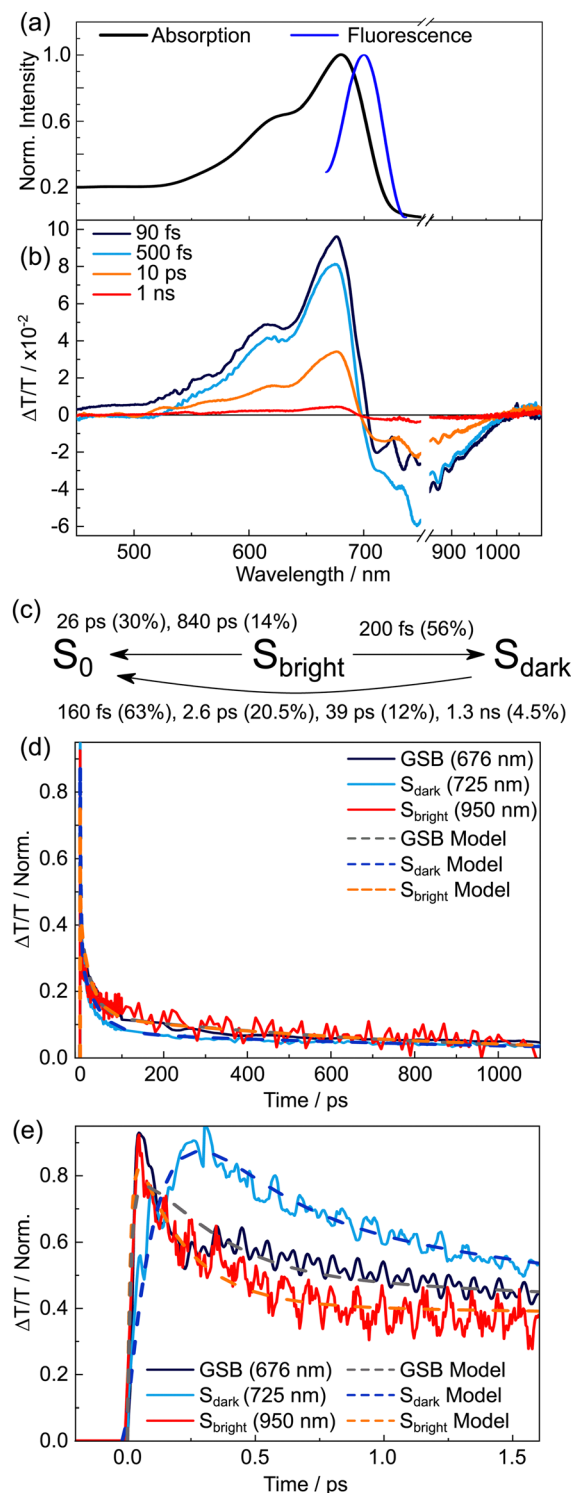 (a)
Absorption
Fluorescence
1.0
0.6
0.2
Norm. Intensity
(b)
90 fs
500 fs
10 ps
1 ns
10
8
6
4
2
0
-2
-4
-6
ΔT/T / x10⁻²
450 500 600 700 900 1000
Wavelength / nm
(c)
26 ps (30%), 840 ps (14%)
200 fs (56%)
S₀ S_bright S_dark
160 fs (63%), 2.6 ps (20.5%), 39 ps (12%), 1.3 ns (4.5%)
(d)
GSB (676 nm)
S_dark (725 nm)
S_bright (950 nm)
GSB Model
S_dark Model
S_bright Model
0.8
0.6
0.4
0.2
0.0
ΔT/T / Norm.
0 200 400 600 800 1000
Time / ps
(e)
0.8
0.6
0.4
0.2
0.0
ΔT/T / Norm.
GSB (676 nm) GSB Model
S_dark (725 nm) S_dark Model
S_bright (950 nm) S_bright Model
0.0 0.5 1.0 1.5
Time / ps